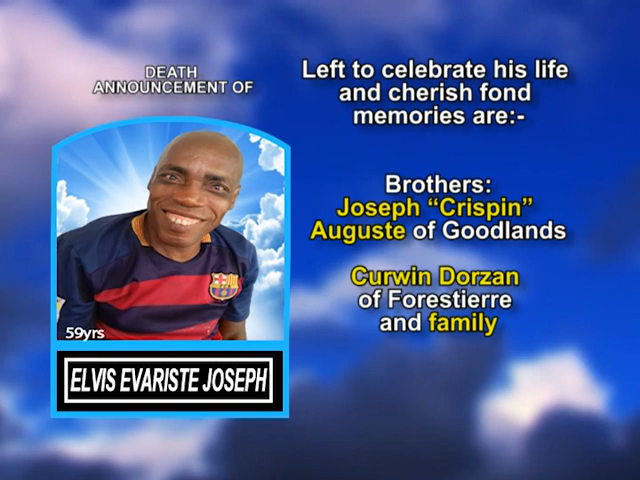 DEATH
ANNOUNCEMENT OF
59yrs
ELVIS EVARISTE JOSEPH
Left to celebrate his life
and cherish fond
memories are:-
Brothers:
Joseph “Crispin”
Auguste of Goodlands
Curwin Dorzan
of Forestierre
and family